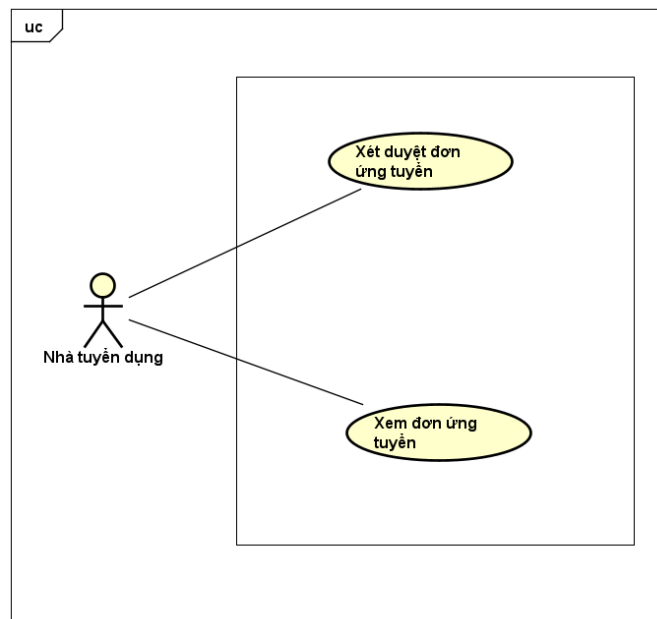 uc
Xét duyệt đơn
ứng tuyển
Nhà tuyển dụng
Xem đơn ứng
tuyển